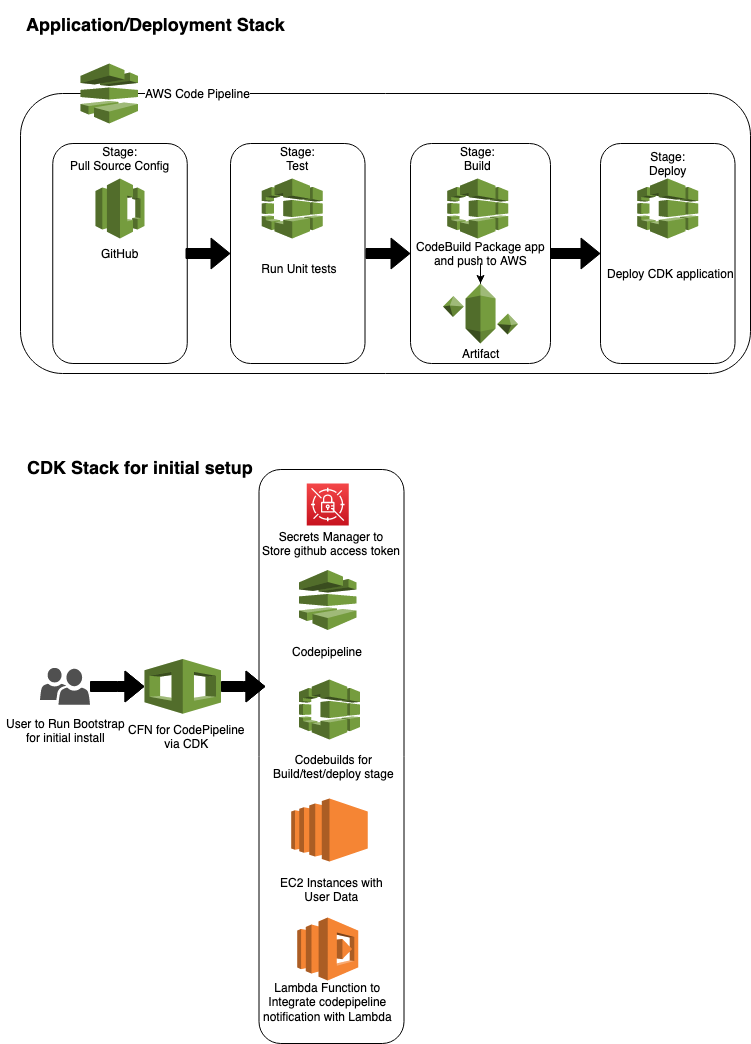 Application/Deployment Stack
AWS Code Pipeline
Stage:
Pull Source Config
GitHub
Stage:
Test
Run Unit tests
Stage:
Build
CodeBuild Package app
and push to AWS
Artifact
Stage:
Deploy
Deploy CDK application
CDK Stack for initial setup
User to Run Bootstrap
for initial install
CFN for CodePipeline
via CDK
Secrets Manager to
Store github access token
Codepipeline
Codebuilds for
Build/test/deploy stage
EC2 Instances with
User Data
Lambda Function to
Integrate codepipeline
notification with Lambda